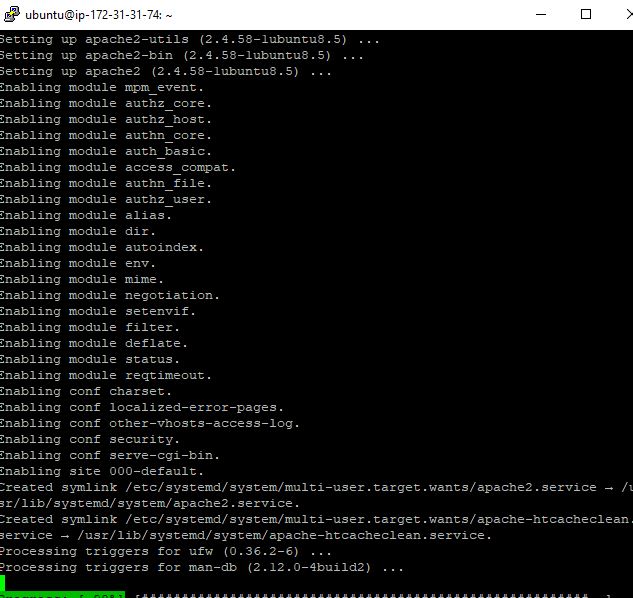 ubuntu@ip-172-31-31-74: ~
Setting up apache2-utils (2.4.58-1ubuntu8.5) ...
Setting up apache2-bin (2.4.58-1ubuntu8.5) ...
Setting up apache2 (2.4.58-1ubuntu8.5) ...
Enabling module mpm_event.
Enabling module authz_core.
Enabling module authz_host.
Enabling module authn_core.
Enabling module auth_basic.
Enabling module access_compat.
Enabling module authn_file.
Enabling module authz_user.
Enabling module alias.
Enabling module dir.
Enabling module autoindex.
Enabling module env.
Enabling module mime.
Enabling module negotiation.
Enabling module setenvif.
Enabling module filter.
Enabling module deflate.
Enabling module status.
Enabling module reqtimeout.
Enabling conf charset.
Enabling conf localized-error-pages.
Enabling conf other-vhosts-access-log.
Enabling conf security.
Enabling conf serve-cgi-bin.
Enabling site 000-default.
Created symlink /etc/systemd/system/multi-user.target.wants/apache2.service → /u
sr/lib/systemd/system/apache2.service.
Created symlink /etc/systemd/system/multi-user.target.wants/apache-htcacheclean.
service → /usr/lib/systemd/system/apache-htcacheclean.service.
Processing triggers for ufw (0.36.2-6) ...
Processing triggers for man-db (2.12.0-4build2) ...